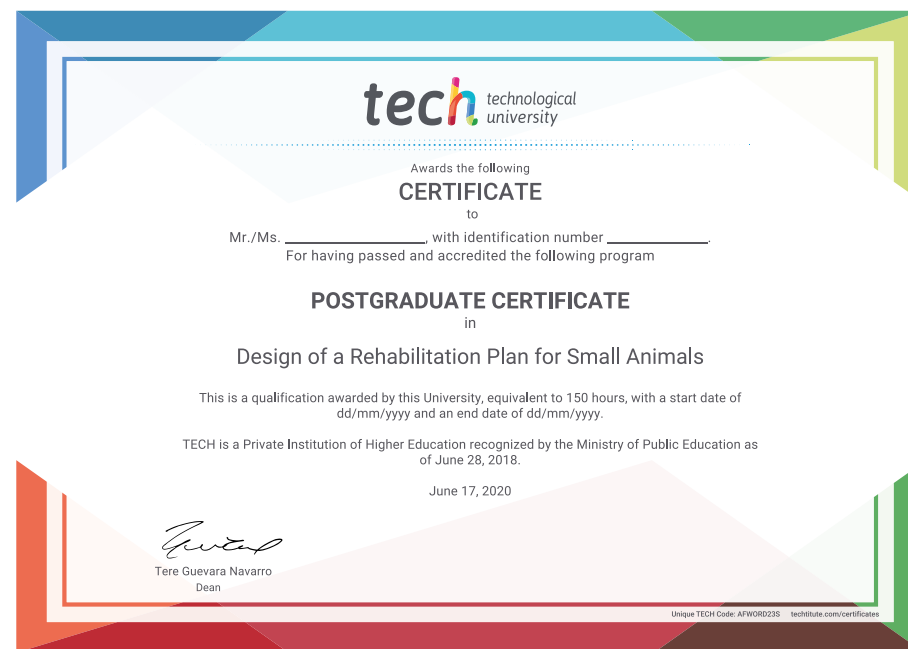 tech technological
university
Awards the following
CERTIFICATE
to
Mr./Ms. ____________________, with identification number ______________.
For having passed and accredited the following program
POSTGRADUATE CERTIFICATE
in
Design of a Rehabilitation Plan for Small Animals
This is a qualification awarded by this University, equivalent to 150 hours, with a start date of
dd/mm/yyyy and an end date of dd/mm/yyyy.
TECH is a Private Institution of Higher Education recognized by the Ministry of Public Education as
of June 28, 2018.
June 17, 2020
Tere Guevara Navarro
Dean
Unique TECH Code: AFWORD23S techtitute.com/certificates